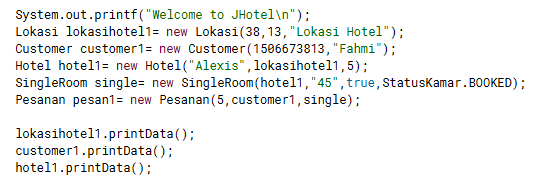 System.out.printf("Welcome to JHotel\n");
Lokasi lokasihotel1= new Lokasi(38,13,"Lokasi Hotel");
Customer customer1= new Customer(1506673813,"Fahmi");
Hotel hotel1= new Hotel("Alexis",lokasihotel1,5);
SingleRoom single= new SingleRoom(hotel1,"45",true,StatusKamar.BOOKED);
Pesanan pesan1= new Pesanan(5,customer1,single);
lokasihotel1.printData();
customer1.printData();
hotel1.printData();